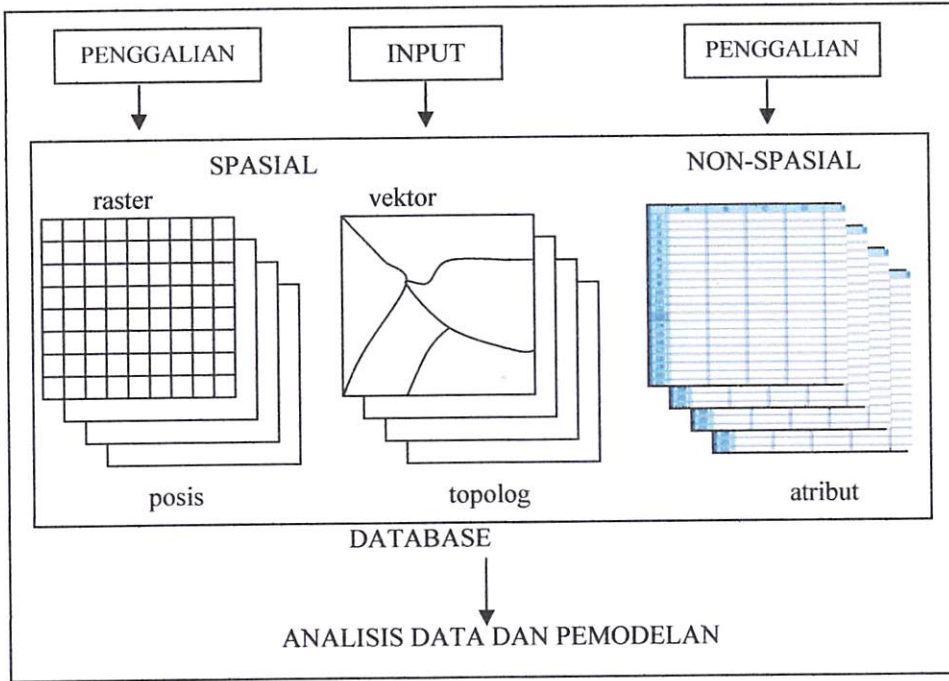 PENGGALIAN
INPUT
PENGGALIAN
SPASIAL
NON-SPASIAL
raster
vektor
posis
topolog
atribut
DATABASE
ANALISIS DATA DAN PEMODELAN